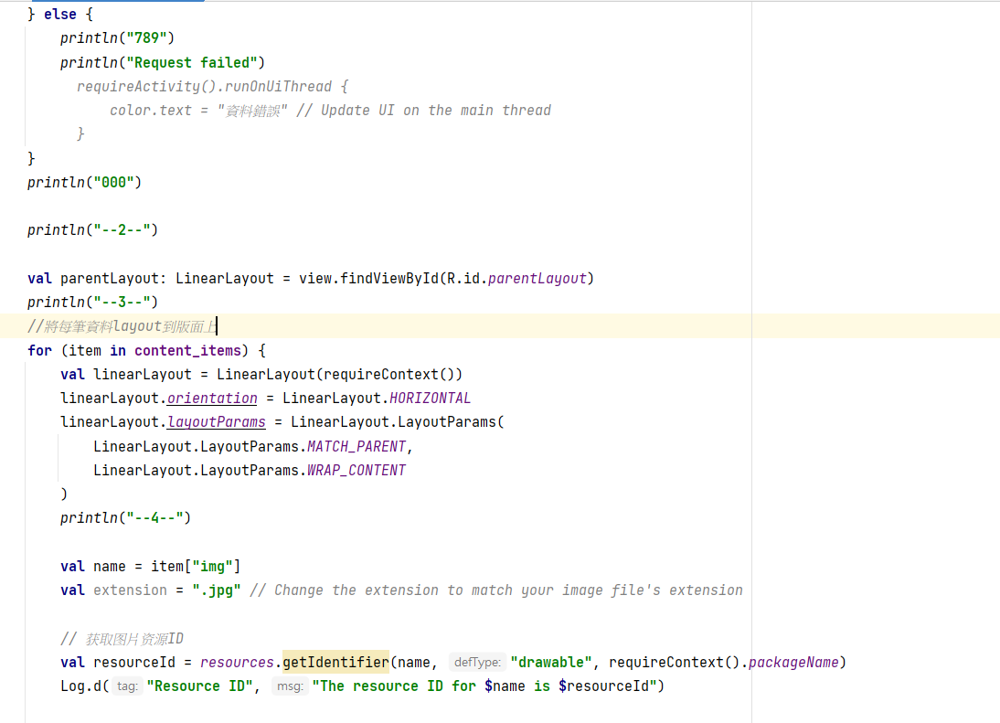 } else {
println("789")
println("Request failed")
requireActivity().runOnUiThread {
color.text = "資料錯誤" // Update UI on the main thread
}
}
println("000")
println("--2--")
val parentLayout: LinearLayout = view.findViewById(R.id.parentLayout)
println("--3--")
//將每筆資料layout到版面上
for (item in content_items) {
val linearLayout = LinearLayout(requireContext())
linearLayout.orientation = LinearLayout.HORIZONTAL
linearLayout.layoutParams = LinearLayout.LayoutParams(
LinearLayout.LayoutParams.MATCH_PARENT,
LinearLayout.LayoutParams.WRAP_CONTENT
)
println("--4--")
val name = item["img"]
val extension = ".jpg" // Change the extension to match your image file's extension
// 获取图片资源ID
val resourceId = resources.getIdentifier(name, defType: "drawable", requireContext().packageName)
Log.d( tag: "Resource ID", msg: "The resource ID for $name is $resourceId")